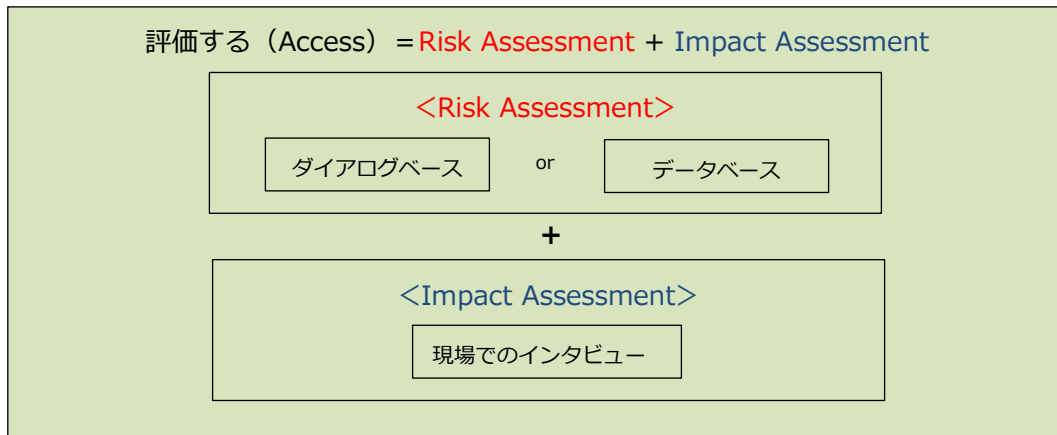 評価する（Access）＝Risk Assessment + Impact Assessment
＜Risk Assessment＞
ダイアログベース or データベース
+
＜Impact Assessment＞
現場でのインタビュー